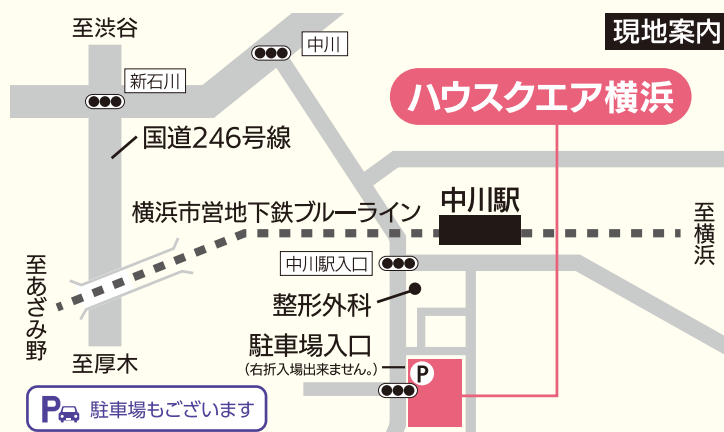 至渋谷
中川
現地案内
新石川
ハウスクエア横浜
国道246号線
中川駅
横浜市営地下鉄ブルーライン
至横浜
至あざみ野
中川駅入口
整形外科
駐車場入口
(右折入場出来ません。)
P
至厚木
P 駐車場もございます